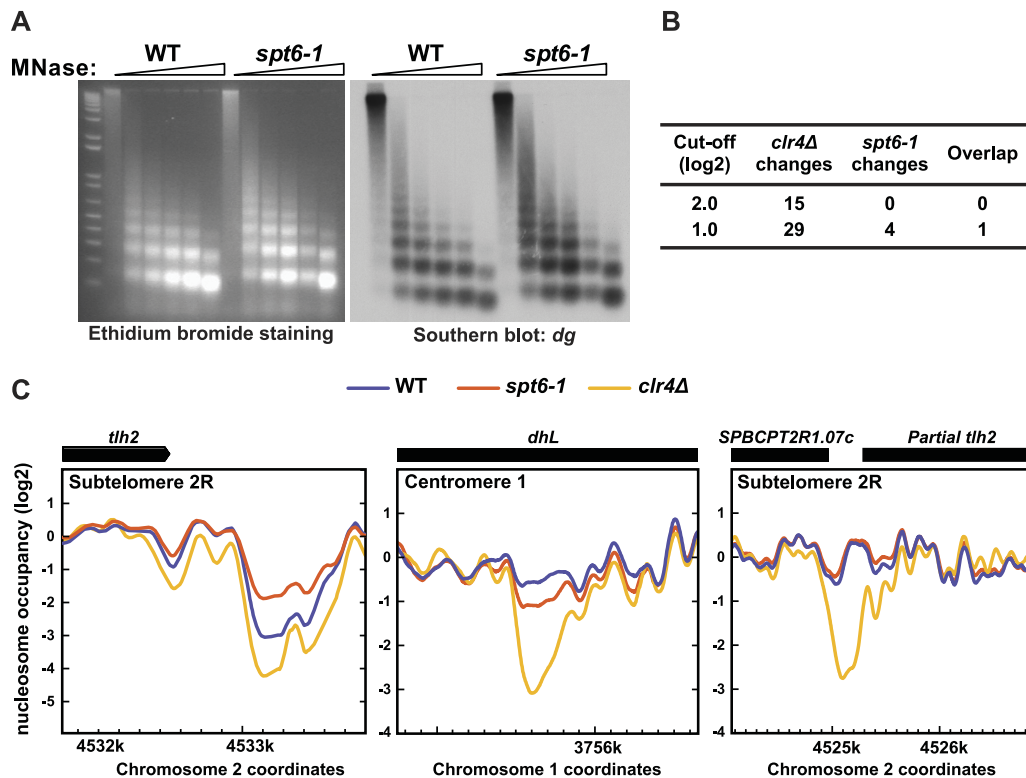 A
WT
spt6-1
WT
spt6-1
MNase:
Ethidium bromide staining
Southern blot: dg
B
Cut-off (log2) clr4Δ changes spt6-1 changes Overlap
2.0 15 0 0
1.0 29 4 1
C
WT spt6-1 clr4Δ
tlh2
dhL
SPBCPT2R1.07c Partial tlh2
nucleosome occupancy (log2)
Subtelomere 2R
1
0
-1
-2
-3
-4
-5
4532k 4533k
Chromosome 2 coordinates
Centromere 1
1
0
-1
-2
-3
-4
3756k
Chromosome 1 coordinates
Subtelomere 2R
2
1
0
-1
-2
-3
-4
4525k 4526k
Chromosome 2 coordinates